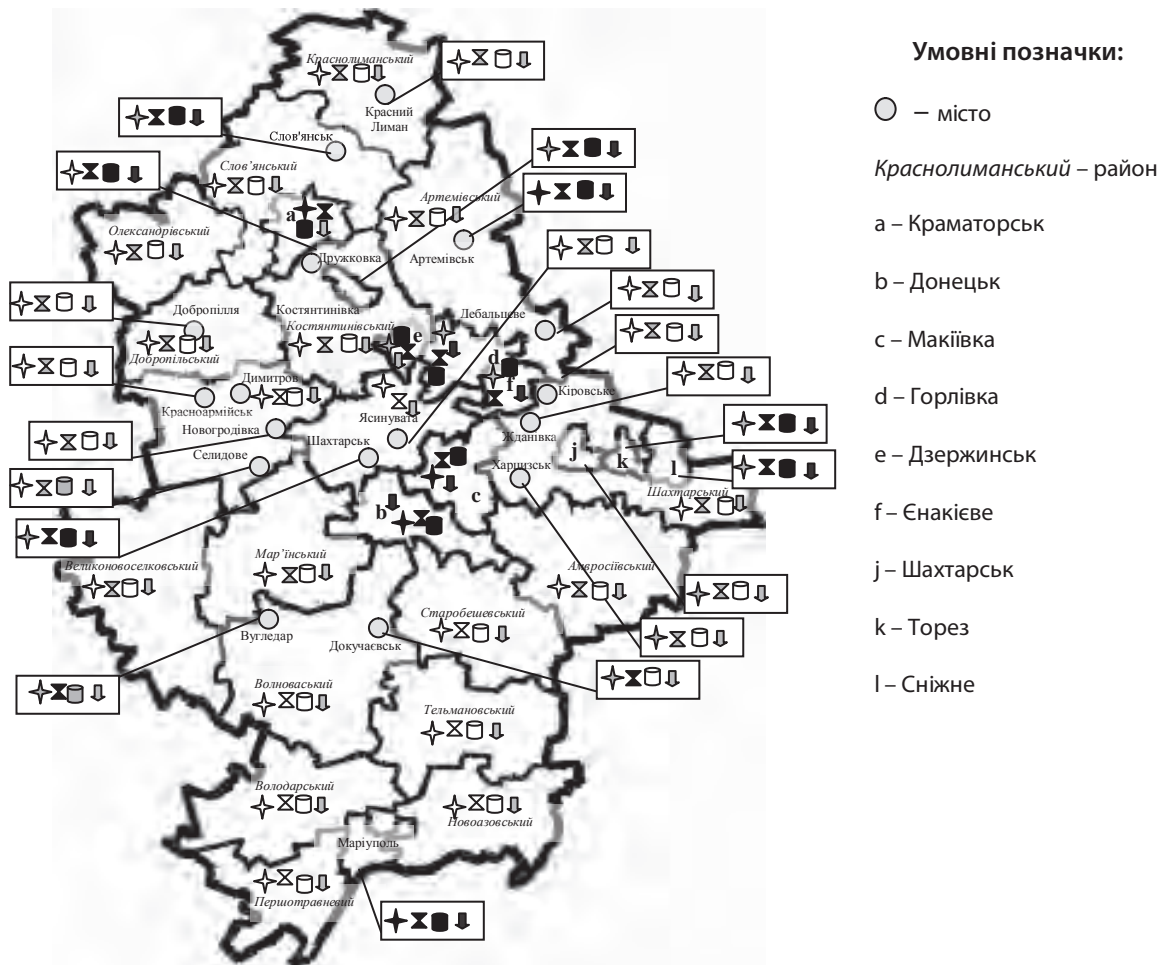 Умовні позначки:
– місто
Краснолиманський – район
a – Краматорськ
b – Донецьк
c – Макіївка
d – Горлівка
e – Дзержинськ
f – Єнакієве
j – Шахтарськ
k – Торез
l – Сніжне
Краснолиманський
Красний
Лиман
Слов'янськ
Слов’янський
a
Артемівський
Артемівськ
Олександрівський
Дружковка
Добропілля
Добропільський
Костянтинівка
Костянтинівський
e
Дебальцеве
d
f
Кіровське
Димитров
Красноармійськ
Новогродівка
Ясинувата
Жданівка
Шахтарськ
Селидове
Харцизськ
j
k
l
Шахтарський
c
b
Великоновоселковський
Мар’їнський
Амвросіївський
Старобешевський
Вугледар
Докучаєвськ
Волноваський
Тельмановський
Володарський
Новоазовський
Маріуполь
Першотравневий